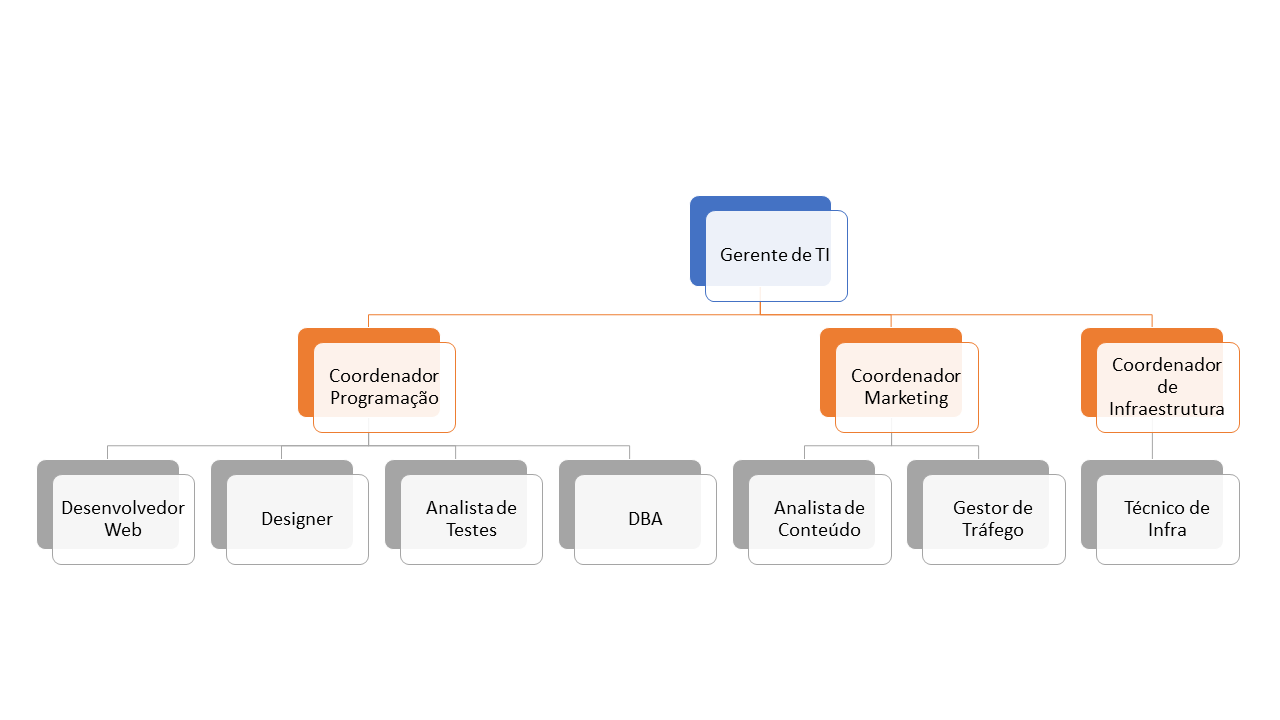 Gerente de TI
Coordenador
Programação
Coordenador
Marketing
Coordenador
de
Infraestrutura
Desenvolvedor
Web
Designer
Analista de
Testes
DBA
Analista de
Conteúdo
Gestor de
Tráfego
Técnico de
Infra